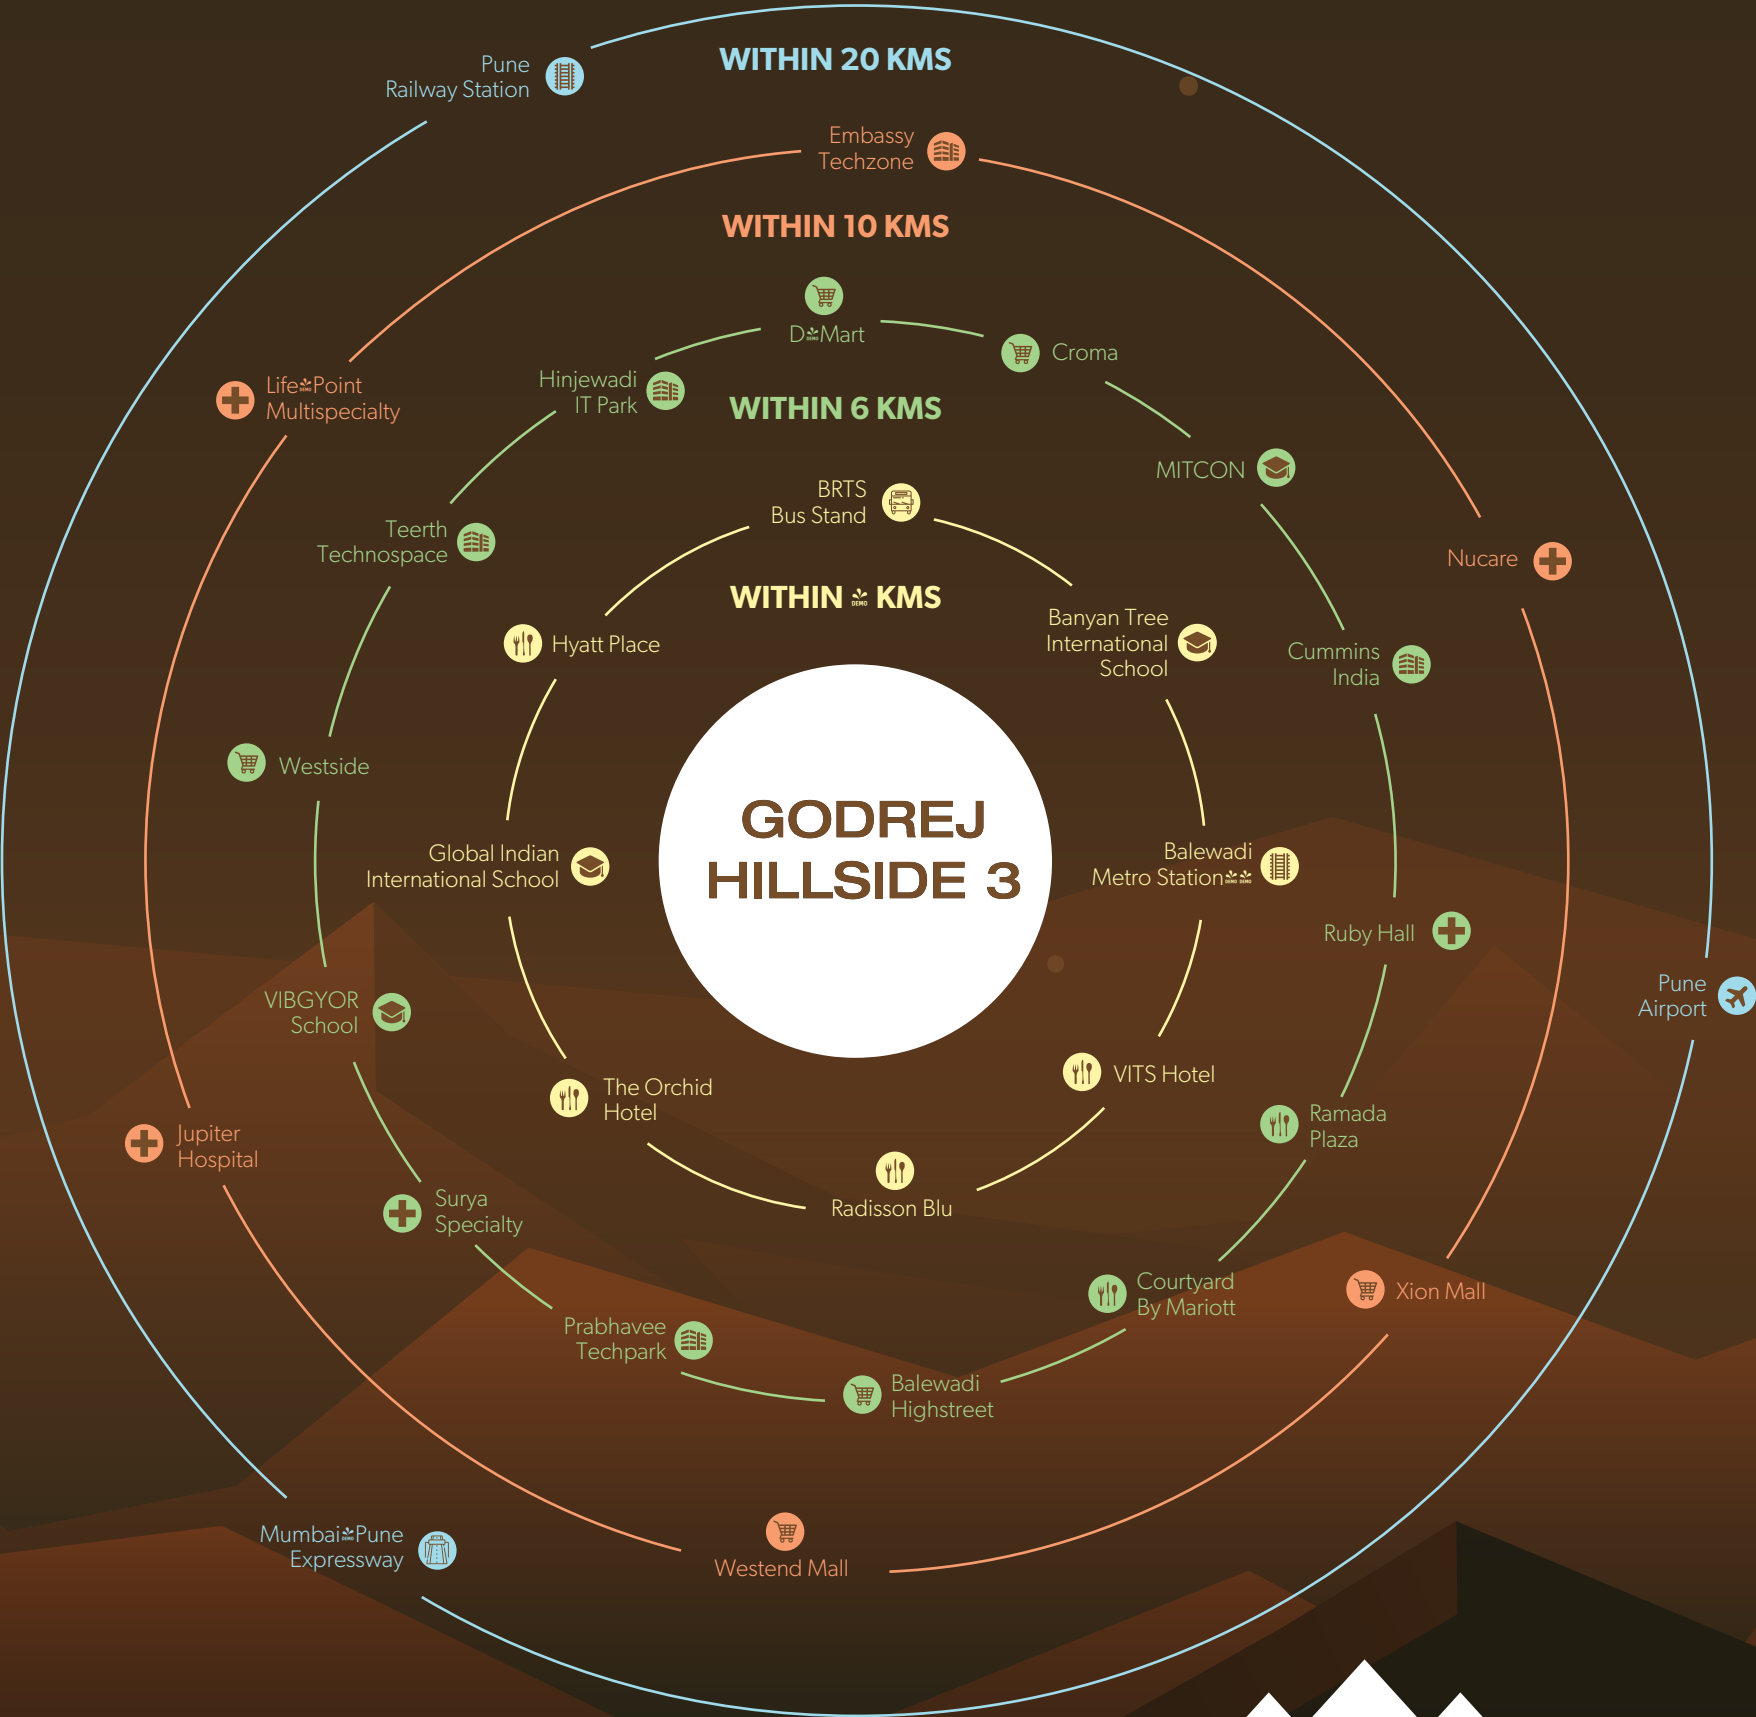 WITHIN 20 KMS
Pune
Railway Station
Embassy
Techzone
WITHIN 10 KMS
D Mart
Croma
Hinjewadi
IT Park
Life Point
Multispecialty
WITHIN 6 KMS
MITCON
BRTS
Bus Stand
Teerth
Technospace
Nucare
WITHIN KMS
Banyan Tree
International
School
Hyatt Place
Cummins
India
Westside
GODREJ
HILLSIDE 3
Global Indian
International School
Balewadi
Metro Station
Ruby Hall
VIBGYOR
School
Pune
Airport
VITS Hotel
The Orchid
Hotel
Ramada
Plaza
Jupiter
Hospital
Surya
Specialty
Radisson Blu
Courtyard
By Mariott
Xion Mall
Prabhavee
Techpark
Balewadi
Highstreet
Mumbai Pune
Expressway
Westend Mall